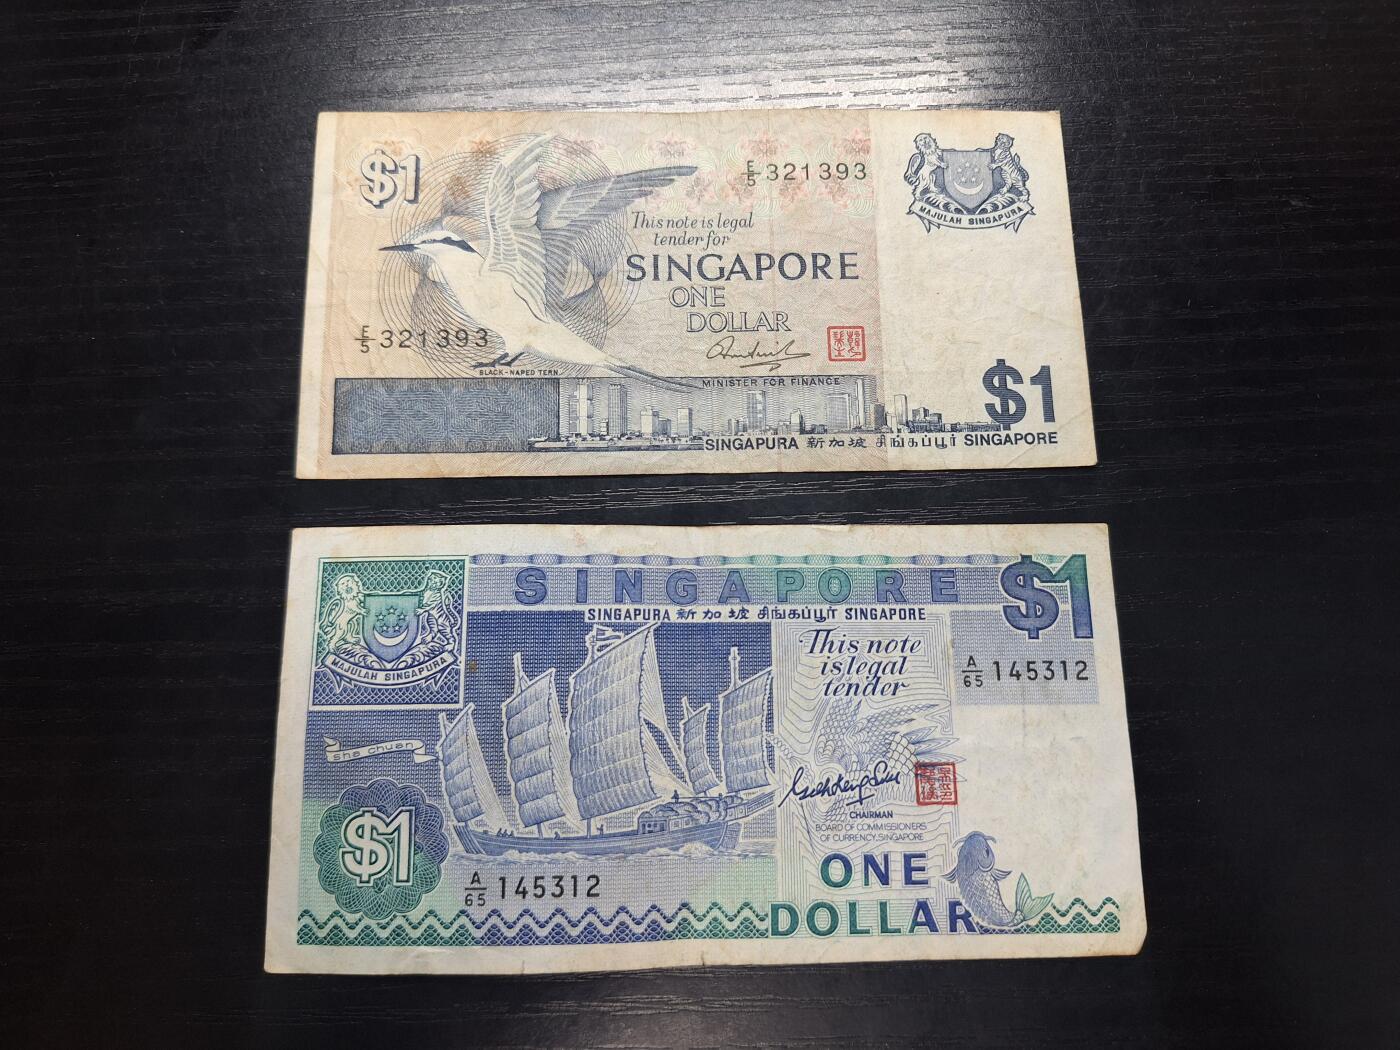 $1
E/5 321393
MAJULAH SINGAPURA
This note is legal
tender for
SINGAPORE
ONE
DOLLAR
E/5 321393
BLACK-NAPED TERN
MINISTER FOR FINANCE
$1
SINGAPURA 新加坡 சிங்கப்பூர் SINGAPORE
SINGAPORE
$1
SINGAPURA 新加坡 சிங்கப்பூர் SINGAPORE
MAJULAH SINGAPURA
This note
is legal
tender
A/65 145312
sha chuan
CHAIRMAN
BOARD OF COMMISSIONERS
OF CURRENCY, SINGAPORE
$1
A/65 145312
ONE
DOLLAR